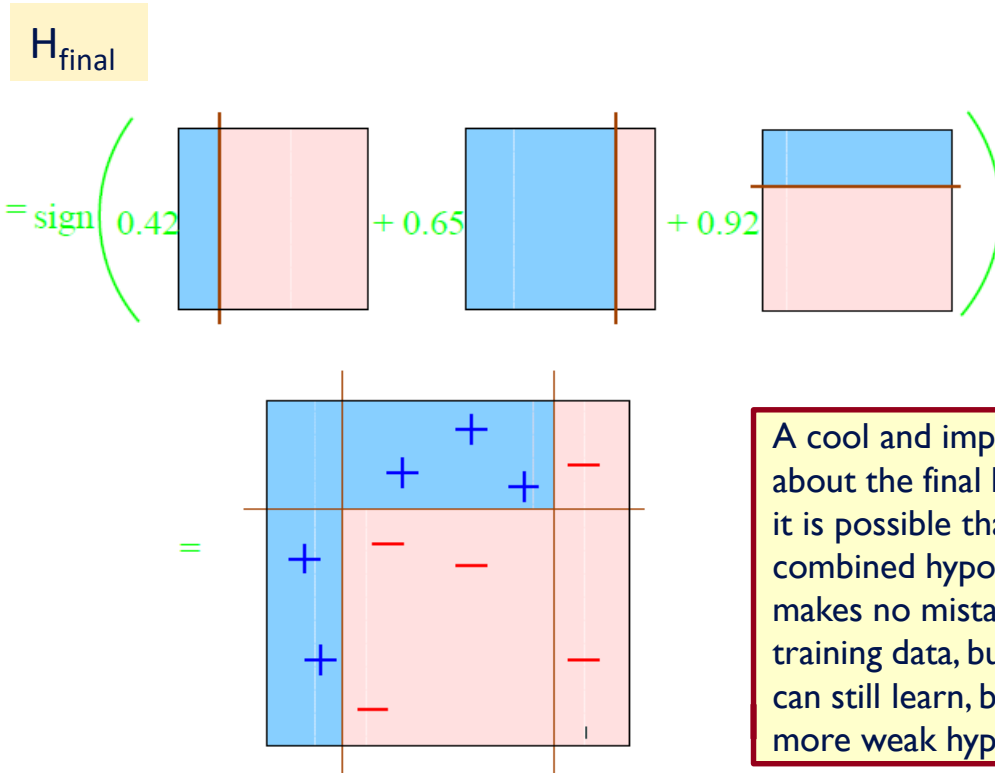 H_final
= sign( 0.42 + 0.65 + 0.92 )
=
+ + + −
+ − −
+ − −
A cool and imp
about the final
it is possible tha
combined hypo
makes no mista
training data, bu
can still learn, b
more weak hyp